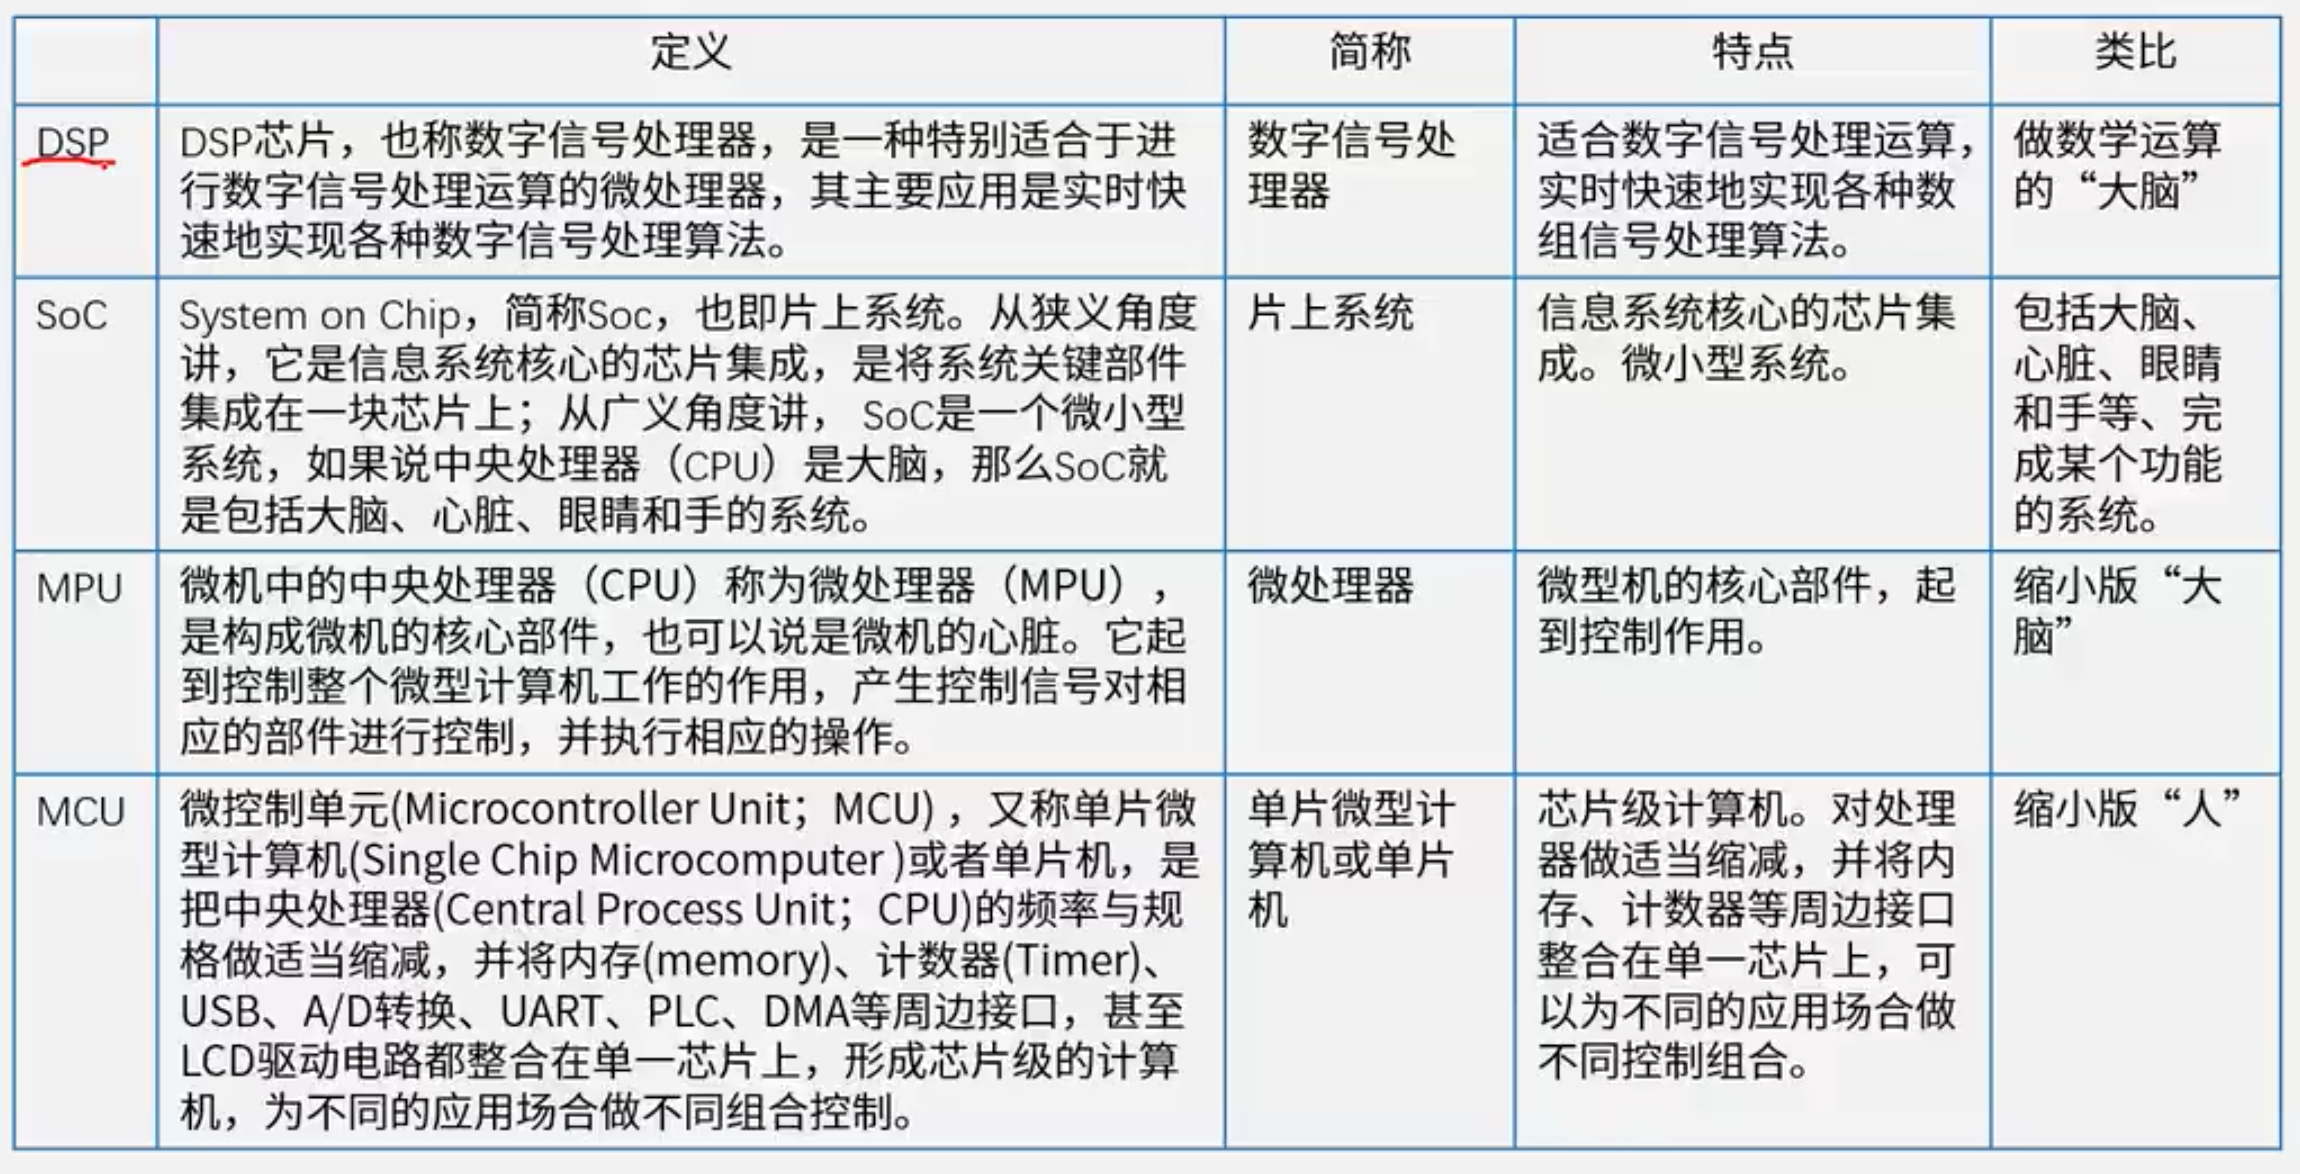 定义
简称
特点
类比
DSP
DSP芯片，也称数字信号处理器，是一种特别适合于进
行数字信号处理运算的微处理器，其主要应用是实时快
速地实现各种数字信号处理算法。
数字信号处
理器
适合数字信号处理运算，
实时快速地实现各种数
组信号处理算法。
做数学运算
的“大脑”
SoC
System on Chip，简称Soc，也即片上系统。从狭义角度
讲，它是信息系统核心的芯片集成，是将系统关键部件
集成在一块芯片上；从广义角度讲， SoC是一个微小型
系统，如果说中央处理器（CPU）是大脑，那么SoC就
是包括大脑、心脏、眼睛和手的系统。
片上系统
信息系统核心的芯片集
成。微小型系统。
包括大脑、
心脏、眼睛
和手等、完
成某个功能
的系统。
MPU
微机中的中央处理器（CPU）称为微处理器（MPU），
是构成微机的核心部件，也可以说是微机的心脏。它起
到控制整个微型计算机工作的作用，产生控制信号对相
应的部件进行控制，并执行相应的操作。
微处理器
微型机的核心部件，起
到控制作用。
缩小版“大
脑”
MCU
微控制单元(Microcontroller Unit；MCU) ，又称单片微
型计算机(Single Chip Microcomputer )或者单片机，是
把中央处理器(Central Process Unit；CPU)的频率与规
格做适当缩减，并将内存(memory)、计数器(Timer)、
USB、A/D转换、UART、PLC、DMA等周边接口，甚至
LCD驱动电路都整合在单一芯片上，形成芯片级的计算
机，为不同的应用场合做不同组合控制。
单片微型计
算机或单片
机
芯片级计算机。对处理
器做适当缩减，并将内
存、计数器等周边接口
整合在单一芯片上，可
以为不同的应用场合做
不同控制组合。
缩小版“人”